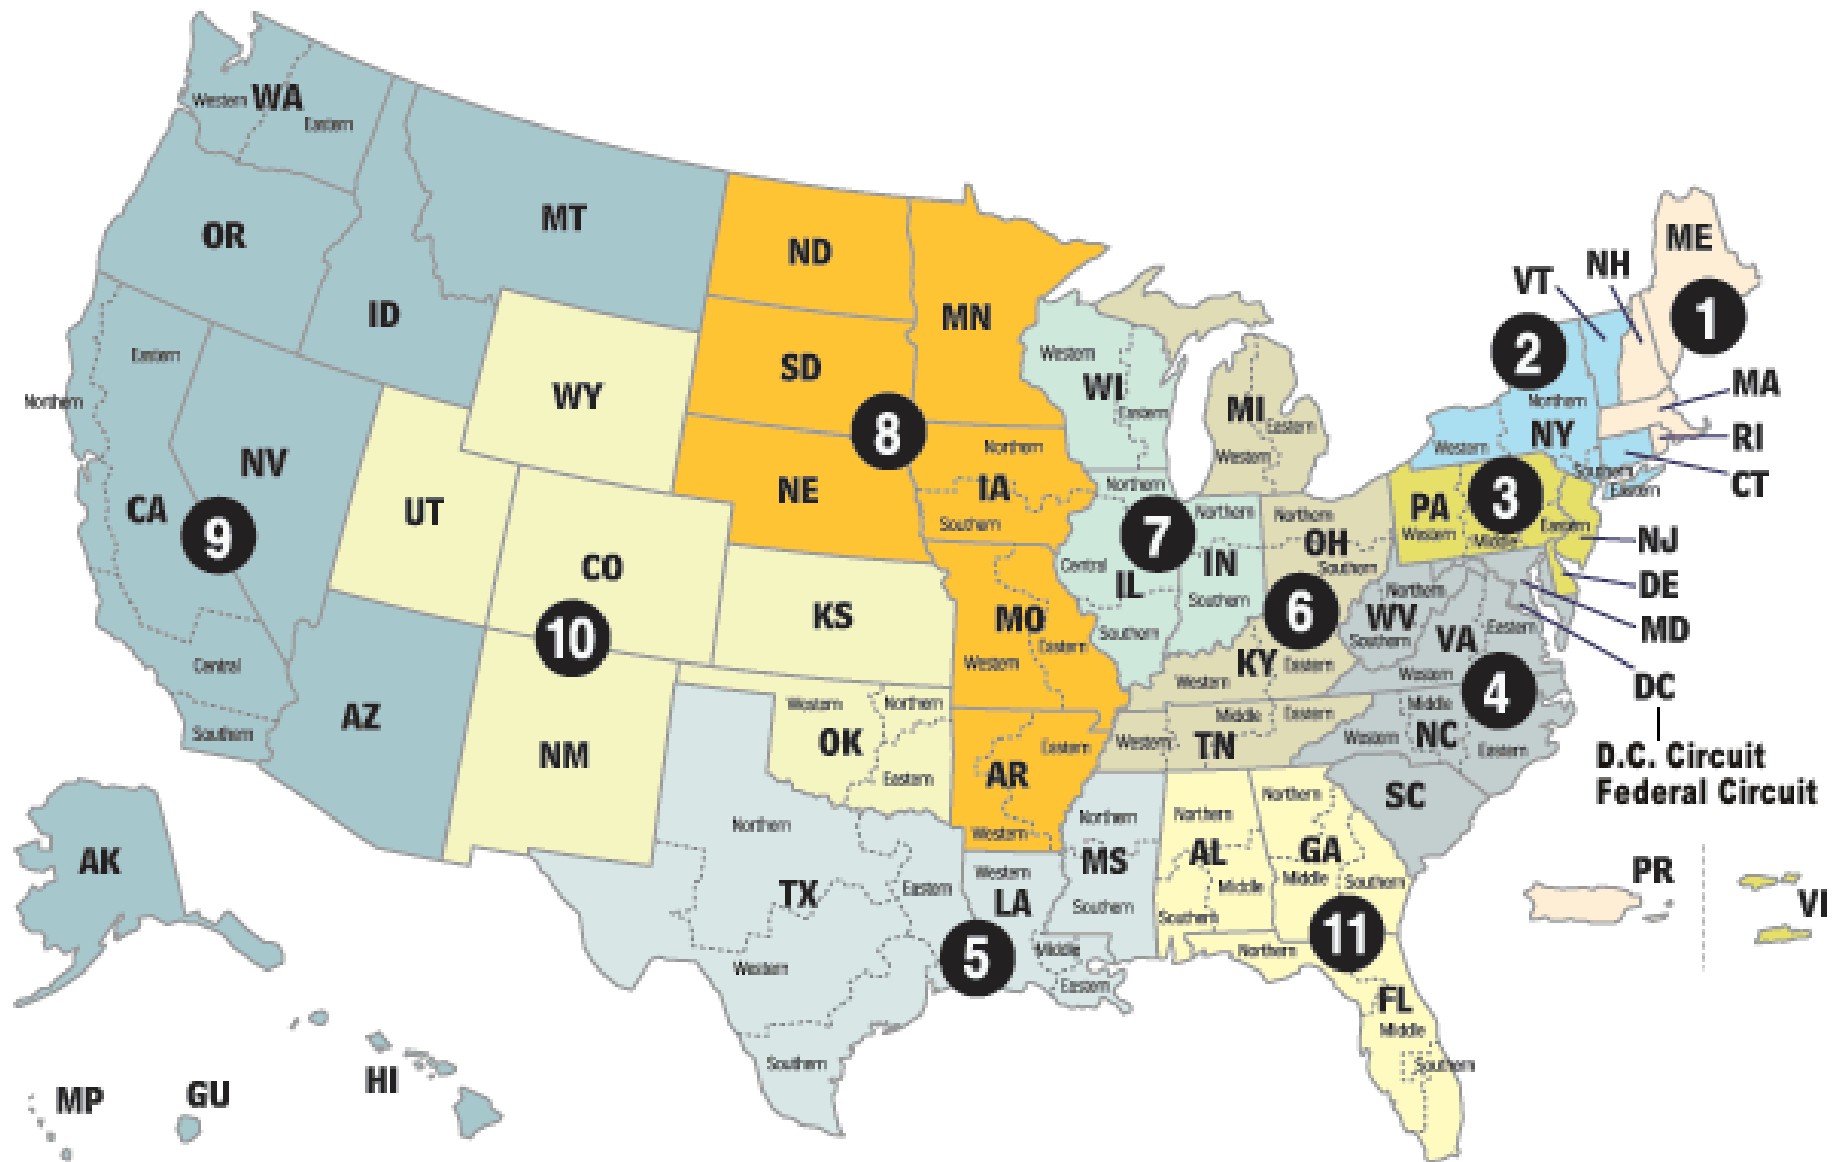 WA
Western
Eastern
OR
MT
ID
ND
MN
SD
WY
8
NE
Northern
IA
Southern
Western
WI
Eastern
MI
Eastern
Western
ME
NH
VT
1
2
MA
Northern
NY
Western
RI
CT
Southern
Eastern
3
PA
Western
Middle
Eastern
NJ
DE
MD
DC
D.C. Circuit
Federal Circuit
Eastern
Northern
NV
CA
9
Central
Southern
UT
CO
10
KS
AZ
NM
MO
Western
Eastern
Northern
7
Central
IL
Southern
Northern
IN
Southern
Northern
OH
Southern
6
KY
Western
Eastern
Northern
WV
Southern
VA
Eastern
Western
4
Western
Northern
OK
Eastern
AR
Eastern
Western
Western
Middle
Eastern
TN
Middle
Western
NC
Eastern
SC
Northern
TX
Eastern
Western
Southern
Western
LA
Middle
Eastern
5
Northern
MS
Southern
Northern
AL
Middle
Southern
Northern
GA
Middle
Southern
11
Northern
FL
Middle
Southern
PR
VI
AK
HI
MP
GU